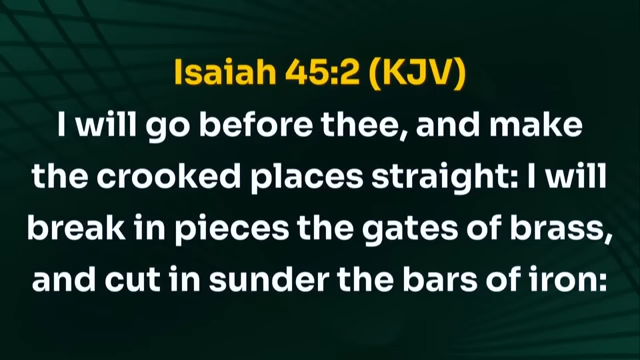 Isaiah 45:2 (KJV)
I will go before thee, and make
the crooked places straight: I will
break in pieces the gates of brass,
and cut in sunder the bars of iron: